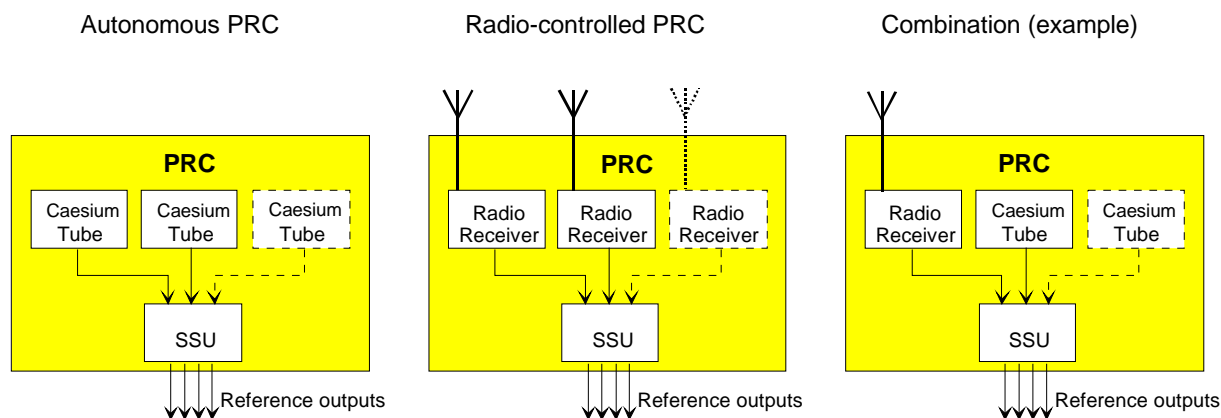 Autonomous PRC
Radio-controlled PRC
Combination (example)
PRC
Caesium
Tube
Caesium
Tube
Caesium
Tube
SSU
Reference outputs
PRC
Radio
Receiver
Radio
Receiver
Radio
Receiver
SSU
Reference outputs
PRC
Radio
Receiver
Caesium
Tube
Caesium
Tube
SSU
Reference outputs